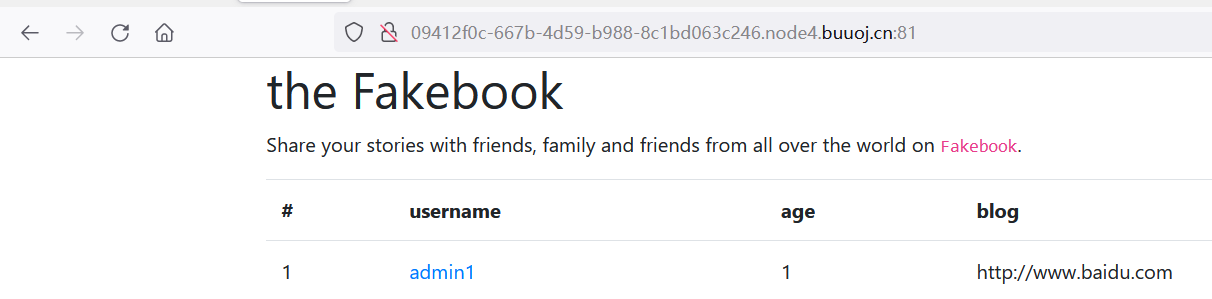 09412f0c-667b-4d59-b988-8c1bd063c246.node4.buuoj.cn:81
the Fakebook
Share your stories with friends, family and friends from all over the world on Fakebook.
# username age blog
1 admin1 1 http://www.baidu.com